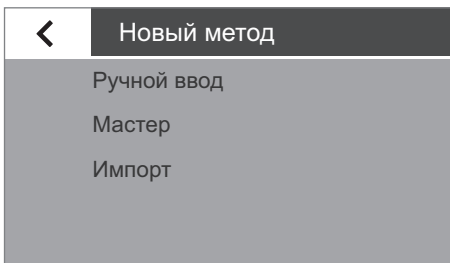 Новый метод
Ручной ввод
Мастер
Импорт